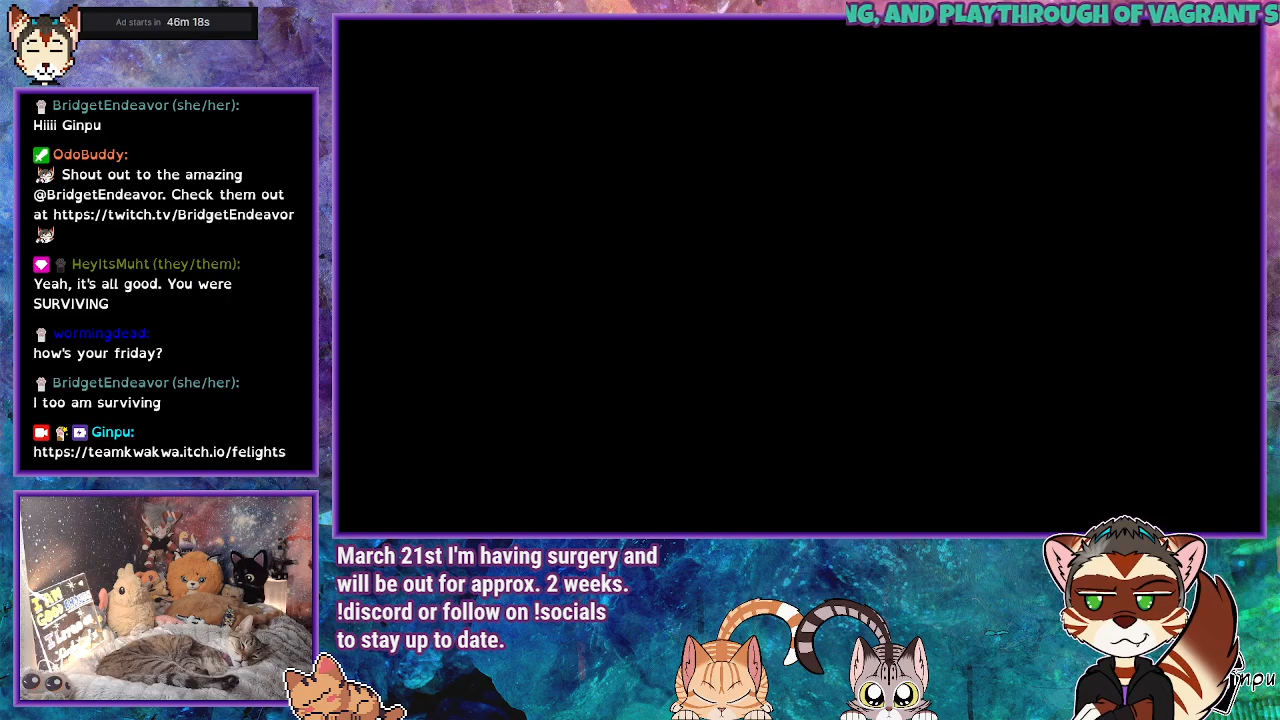 Ad starts in 46m 18s
NG, AND PLAYTHROUGH OF VAGRANT S
BridgetEndeavor (she/her):
Hiiii Ginpu
OdoBuddy:
Shout out to the amazing
@BridgetEndeavor. Check them out
at https://twitch.tv/BridgetEndeavor
HeyItsMuht (they/them):
Yeah, it's all good. You were
SURVIVING
wormingdead:
how's your friday?
BridgetEndeavor (she/her):
I too am surviving
Ginpu:
https://teamkwakwa.itch.io/felights
I AM
March 21st I'm having surgery and
will be out for approx. 2 weeks.
!discord or follow on !socials
to stay up to date.
inpu